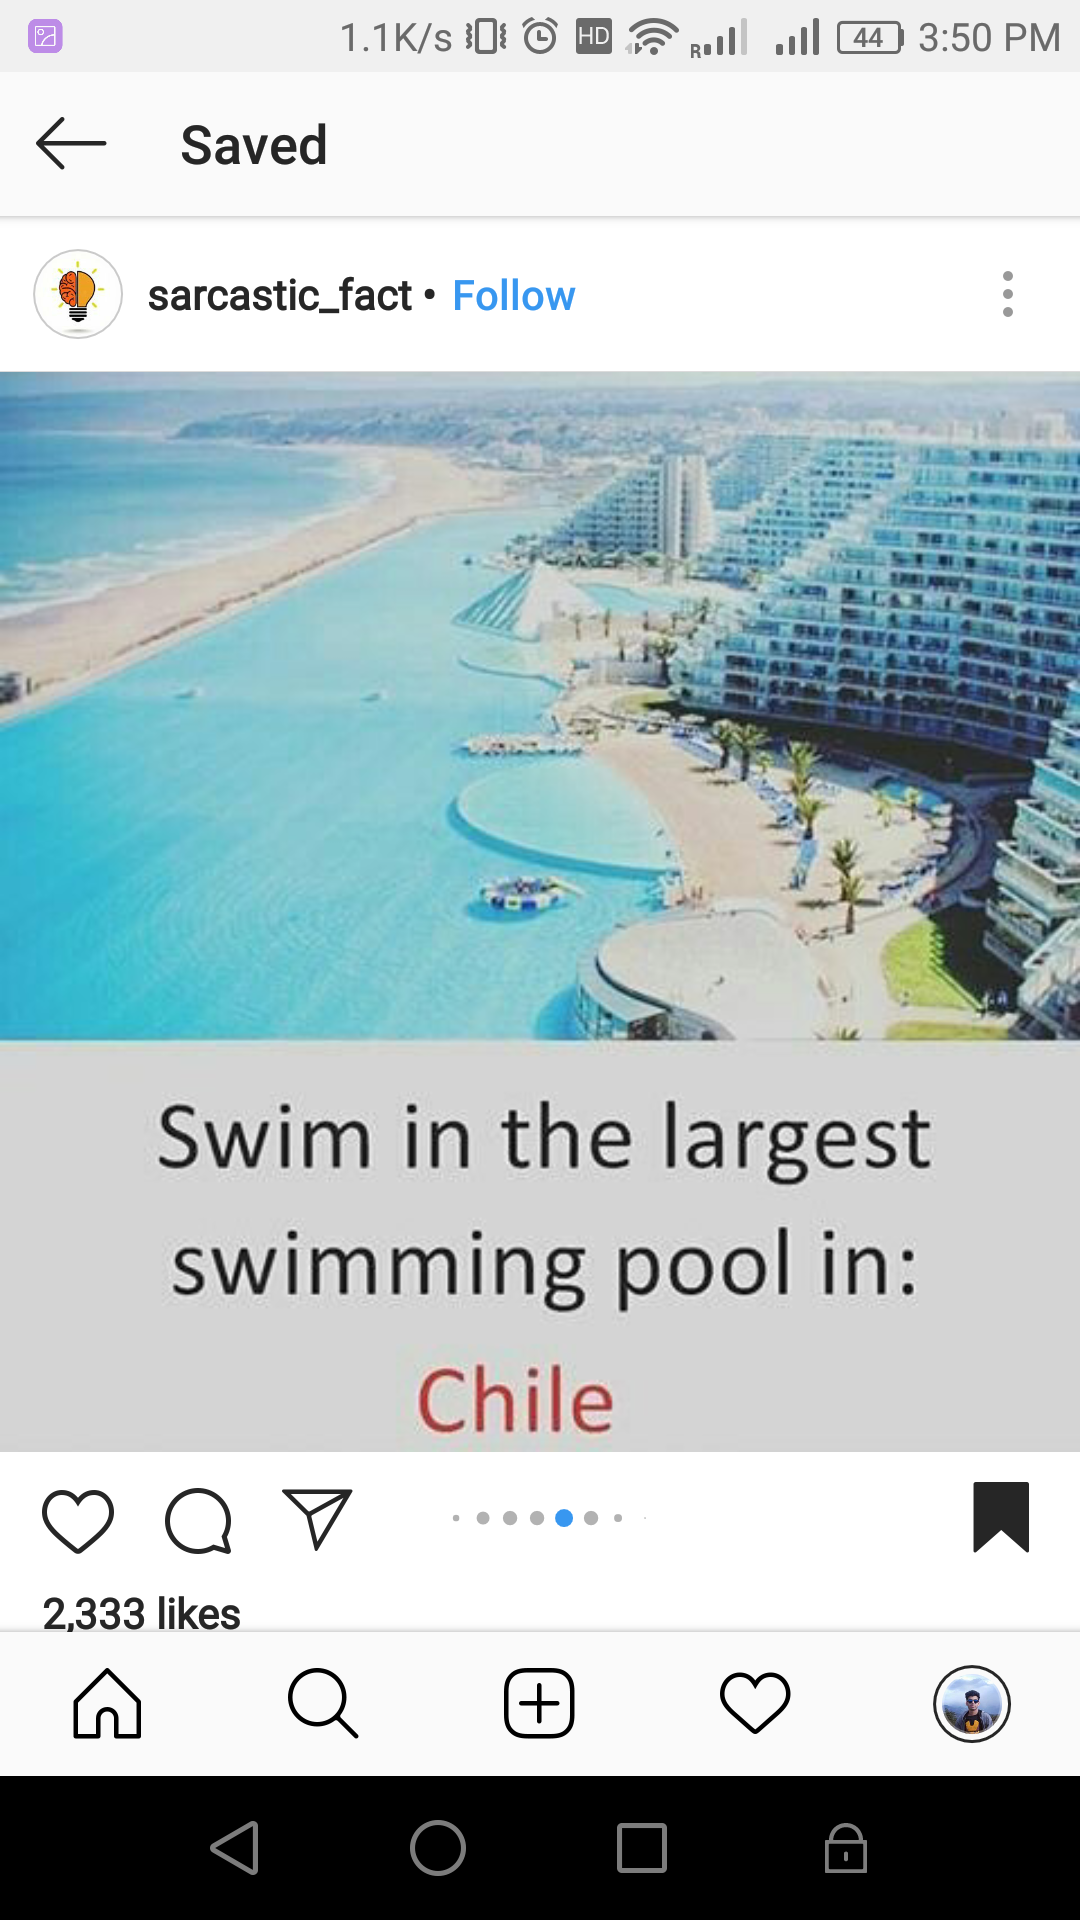 1.1K/s HD R 44 3:50 PM
Saved
sarcastic_fact • Follow
Swim in the largest
swimming pool in:
Chile
2,333 likes